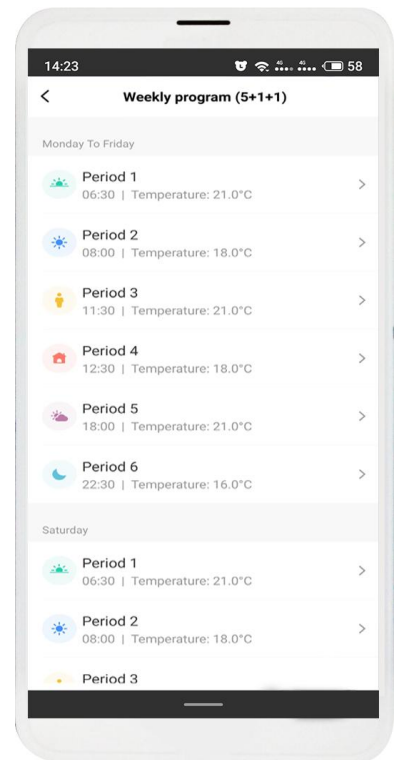 14:23
4G 4G 58
Weekly program (5+1+1)
Monday To Friday
Period 1
06:30 | Temperature: 21.0°C
Period 2
08:00 | Temperature: 18.0°C
Period 3
11:30 | Temperature: 21.0°C
Period 4
12:30 | Temperature: 18.0°C
Period 5
18:00 | Temperature: 21.0°C
Period 6
22:30 | Temperature: 16.0°C
Saturday
Period 1
06:30 | Temperature: 21.0°C
Period 2
08:00 | Temperature: 18.0°C
Period 3